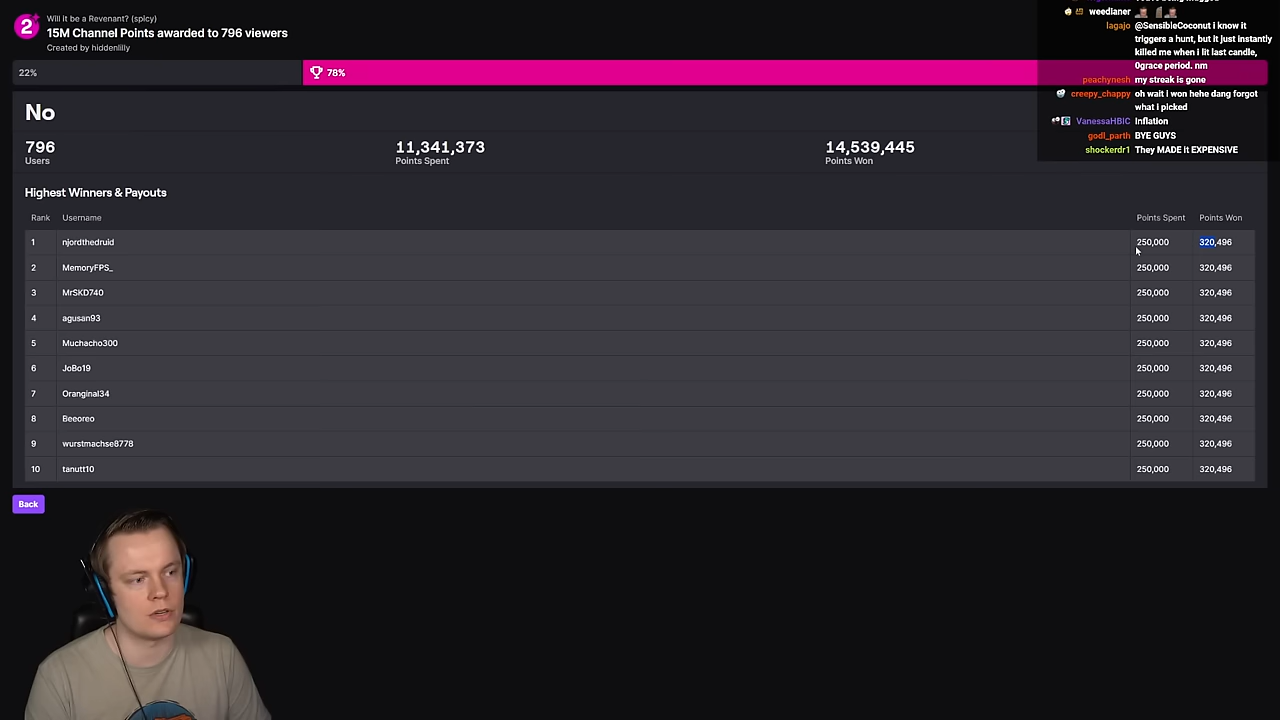 2
Will it be a Revenant? (spicy)
15M Channel Points awarded to 796 viewers
Created by hiddenlilly
22%
78%
No
796
Users
11,341,373
Points Spent
14,539,445
Points Won
Highest Winners & Payouts
Rank Username Points Spent Points Won
1 njordthedruid 250,000 320,496
2 MemoryFPS_ 250,000 320,496
3 MrSKD740 250,000 320,496
4 agusan93 250,000 320,496
5 Muchacho300 250,000 320,496
6 JoBo19 250,000 320,496
7 Oranginal34 250,000 320,496
8 Beeoreo 250,000 320,496
9 wurstmachse8778 250,000 320,496
10 tanutt10 250,000 320,496
Back
weedianer
lagajo @SensibleCoconut i know it
triggers a hunt, but it just instantly
killed me when i lit last candle,
0grace period. nm
peachynesh my streak is gone
creepy_chappy oh wait I won hehe dang forgot
what I picked
VanessaHBIC Inflation
godl_parth BYE GUYS
shockerdr1 They MADE it EXPENSIVE